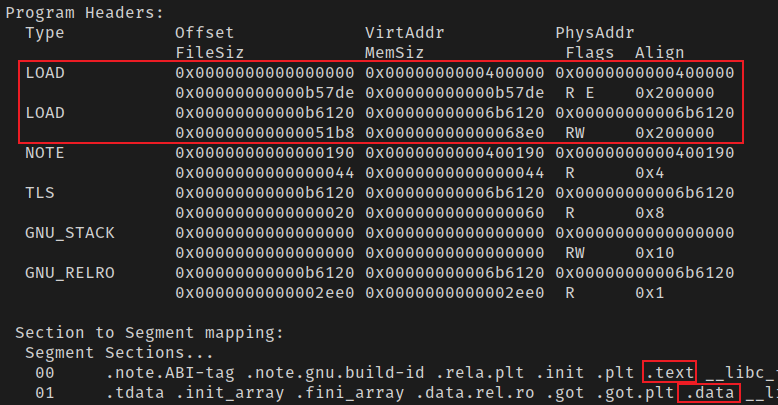 Program Headers:
Type Offset VirtAddr PhysAddr
FileSiz MemSiz Flags Align
LOAD 0x0000000000000000 0x0000000000400000 0x0000000000400000
0x00000000000b57de 0x00000000000b57de R E 0x200000
LOAD 0x00000000000b6120 0x00000000006b6120 0x00000000006b6120
0x00000000000051b8 0x00000000000068e0 RW 0x200000
NOTE 0x0000000000000190 0x0000000000400190 0x0000000000400190
0x0000000000000044 0x0000000000000044 R 0x4
TLS 0x00000000000b6120 0x00000000006b6120 0x00000000006b6120
0x0000000000000020 0x0000000000000060 R 0x8
GNU_STACK 0x0000000000000000 0x0000000000000000 0x0000000000000000
0x0000000000000000 0x0000000000000000 RW 0x10
GNU_RELRO 0x00000000000b6120 0x00000000006b6120 0x00000000006b6120
0x0000000000002ee0 0x0000000000002ee0 R 0x1
Section to Segment mapping:
Segment Sections...
00 .note.ABI-tag .note.gnu.build-id .rela.plt .init .plt .text __libc_
01 .tdata .init_array .fini_array .data.rel.ro .got .got.plt .data __li